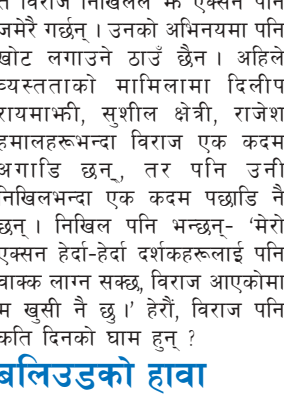 त विराज निखिलले झैं एक्सन पनि
जमेरै गर्छन् । उनको अभिनयमा पनि
खोट लगाउने ठाउँ छैन । अहिले
व्यस्तताको मामिलामा दिलीप
रायमाझी, सुशील क्षेत्री, राजेश
हमालहरूभन्दा विराज एक कदम
अगाडि छन्, तर पनि उनी
निखिलभन्दा एक कदम पछाडि नै
छन् । निखिल पनि भन्छन्- ‘मेरो
एक्सन हेर्दा-हेर्दा दर्शकहरूलाई पनि
वाक्क लाग्न सक्छ, विराज आएकोमा
म खुसी नै छु ।’ हेरौं, विराज पनि
कति दिनको घाम हुन् ?
बलिउडको हावा